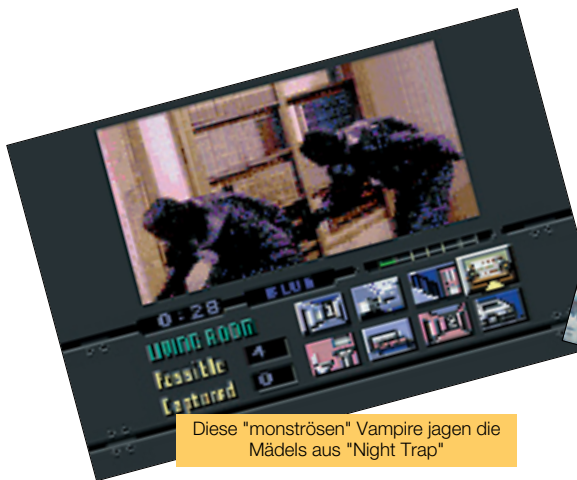 0:28
BLUE
LIVING ROOM
Possible 4
Captured 0
Diese "monströsen" Vampire jagen die
Mädels aus "Night Trap"